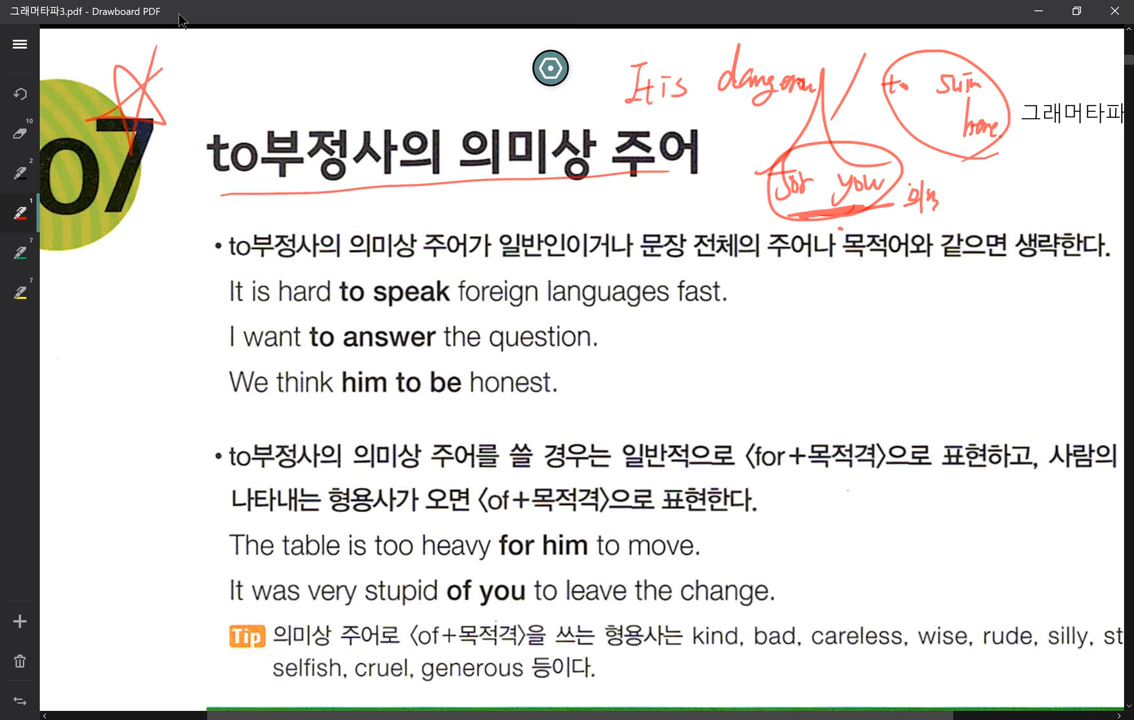 그래머타파3.pdf - Drawboard PDF
It is dangerous / to swim
here
그래머타파
10
2
1
7
7
07
to부정사의 의미상 주어
for you
• to부정사의 의미상 주어가 일반인이거나 문장 전체의 주어나 목적어와 같으면 생략한다.
It is hard to speak foreign languages fast.
I want to answer the question.
We think him to be honest.
• to부정사의 의미상 주어를 쓸 경우는 일반적으로 〈for+목적격〉으로 표현하고, 사람의
나타내는 형용사가 오면 〈of+목적격〉으로 표현한다.
The table is too heavy for him to move.
It was very stupid of you to leave the change.
Tip 의미상 주어로 〈of+목적격〉을 쓰는 형용사는 kind, bad, careless, wise, rude, silly, st
selfish, cruel, generous 등이다.